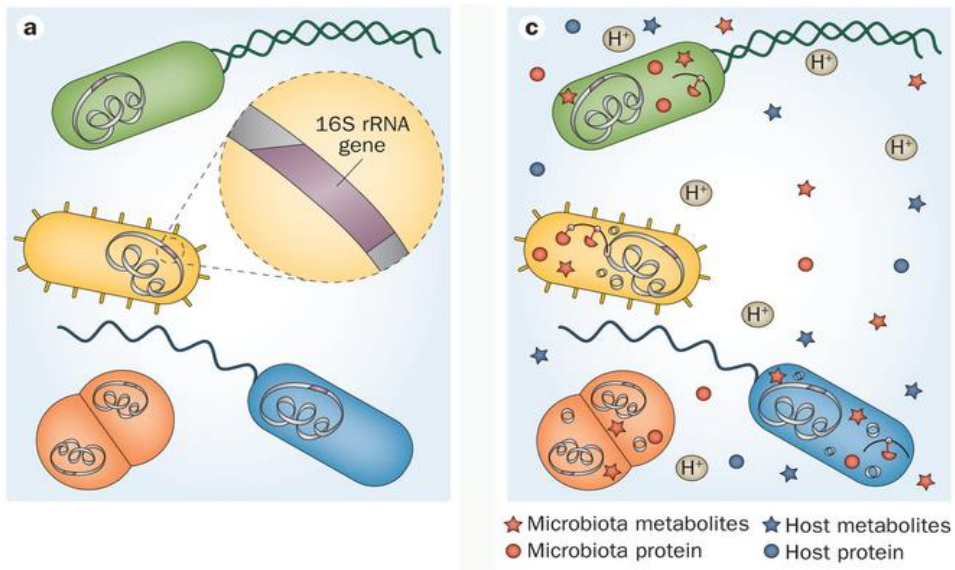 a
16S rRNA
gene
c
H+
H+
H+
H+
H+
H+
Microbiota metabolites
Host metabolites
Microbiota protein
Host protein